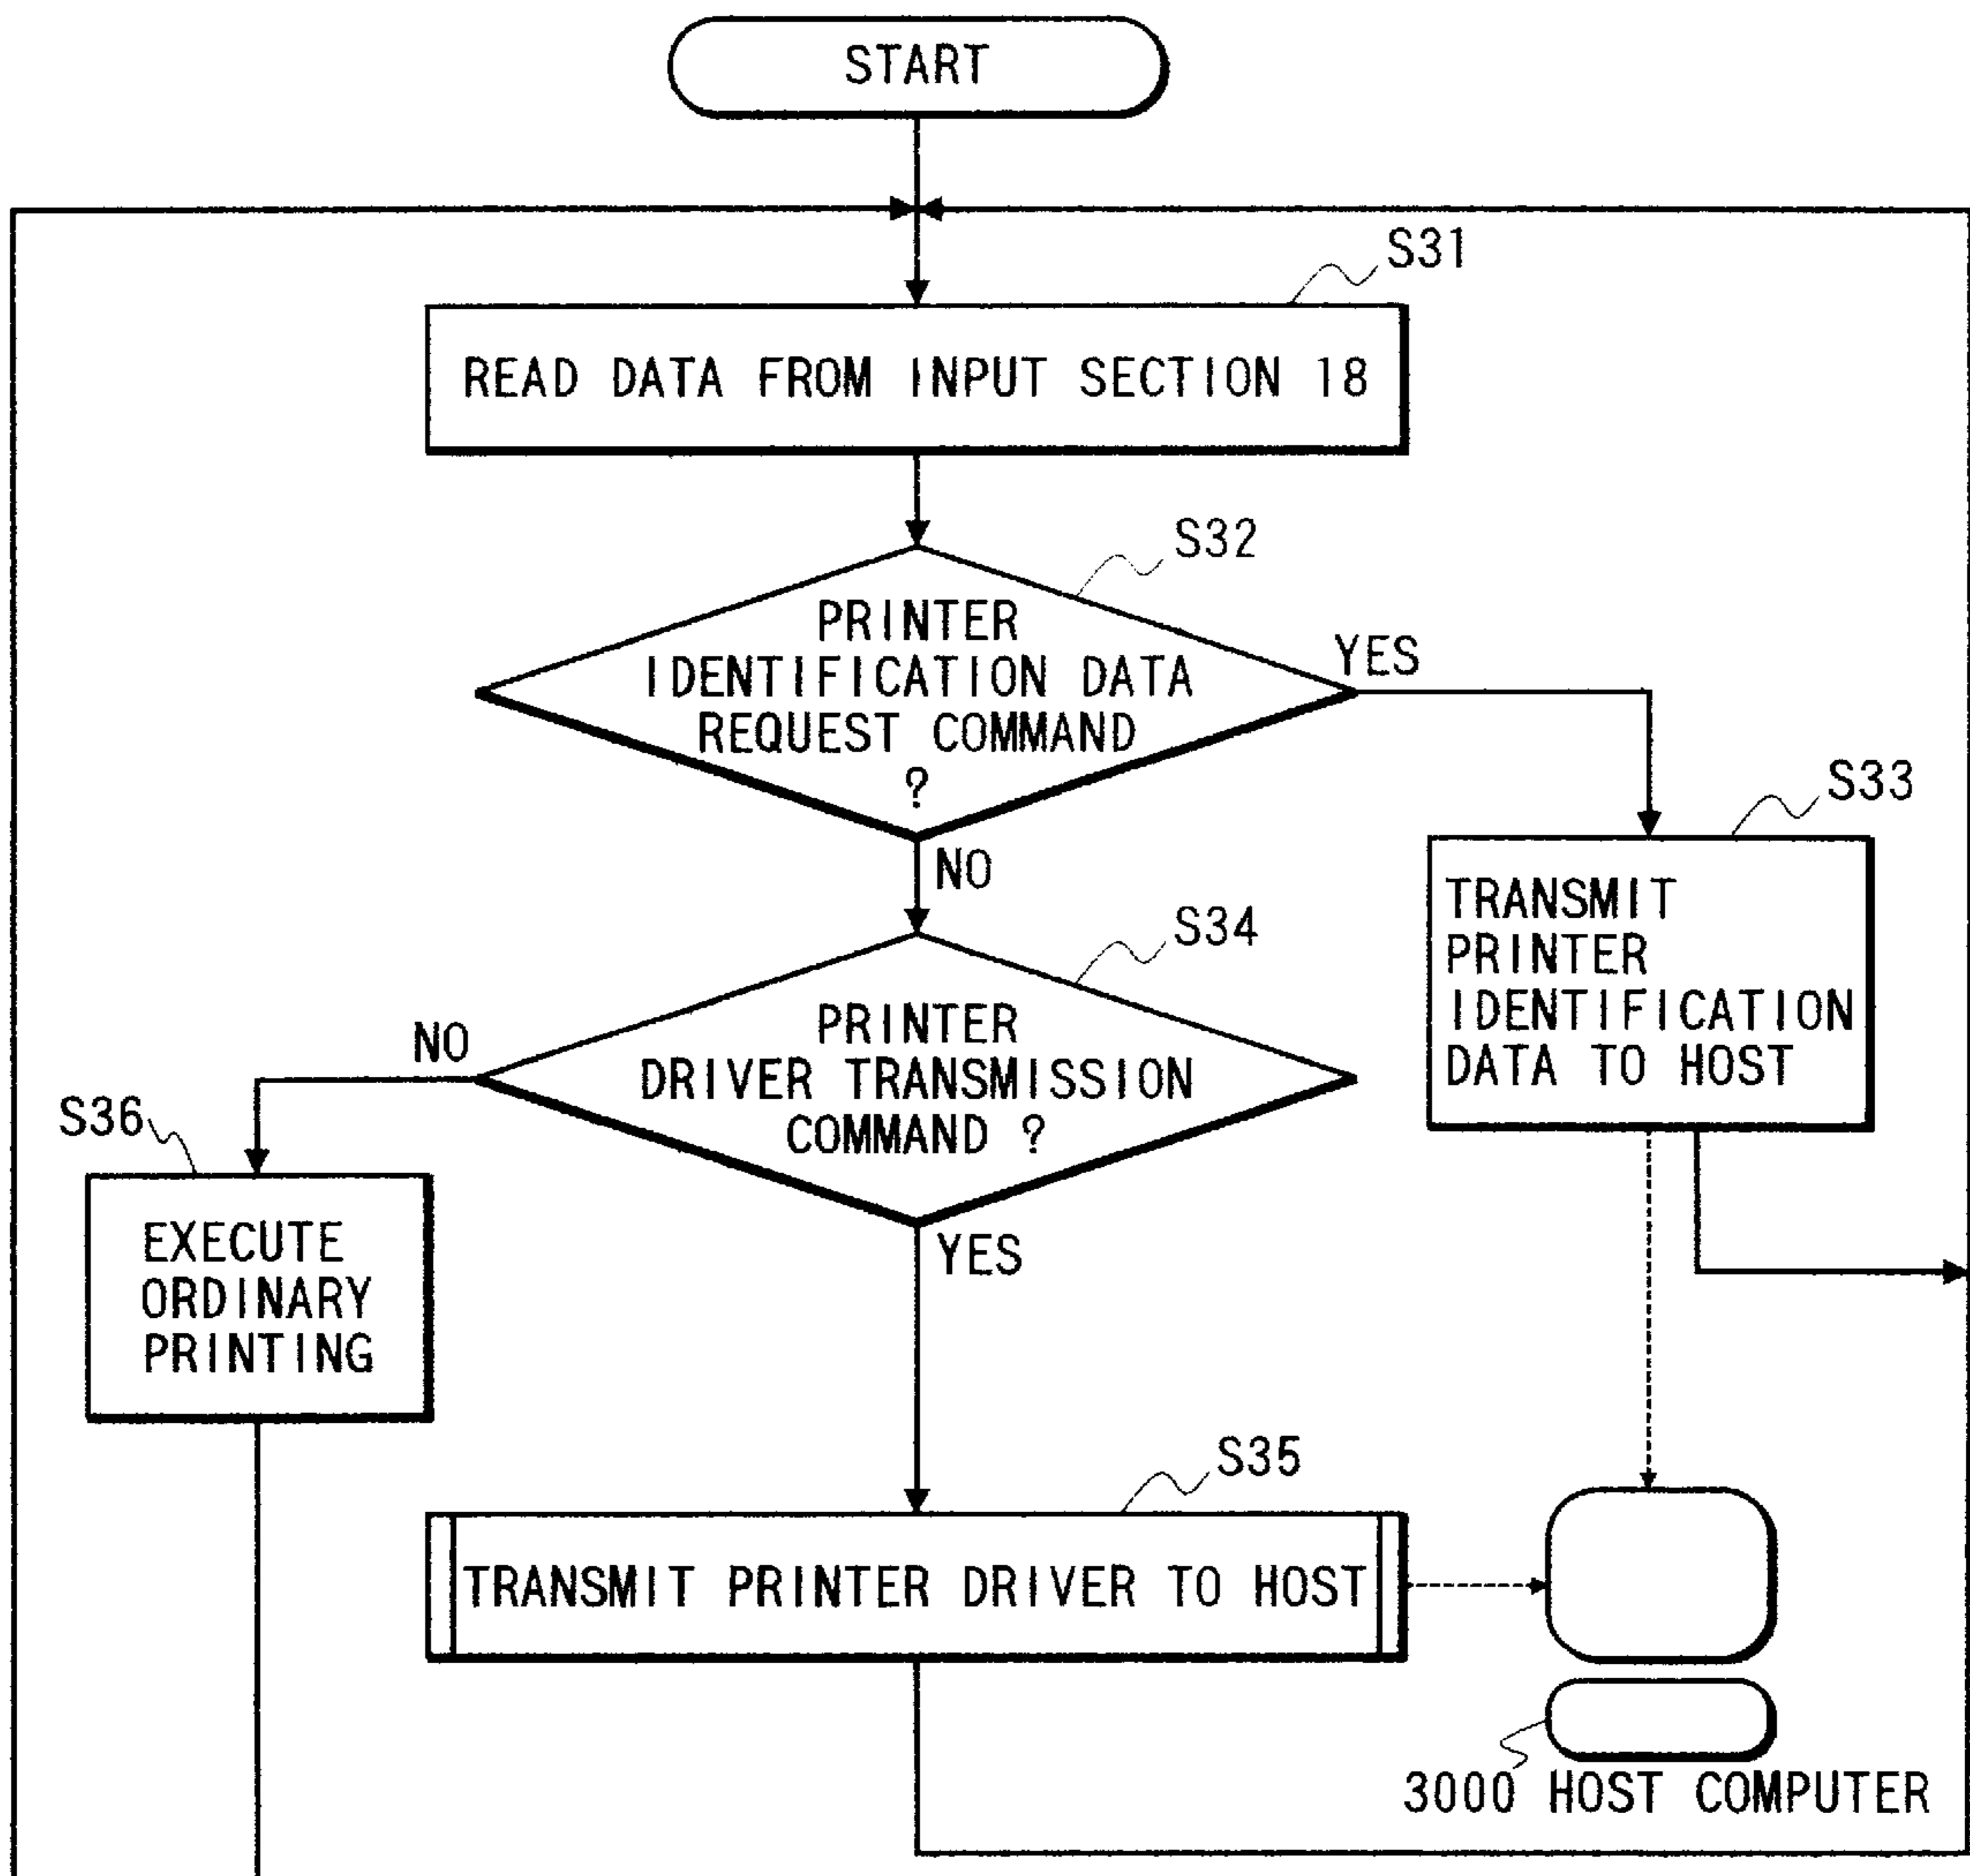 START
S31
READ DATA FROM INPUT SECTION 18
S32
PRINTER
IDENTIFICATION DATA
REQUEST COMMAND
?
YES
NO
S33
TRANSMIT
PRINTER
IDENTIFICATION
DATA TO HOST
S34
PRINTER
DRIVER TRANSMISSION
COMMAND ?
NO
YES
S36
EXECUTE
ORDINARY
PRINTING
S35
TRANSMIT PRINTER DRIVER TO HOST
3000 HOST COMPUTER